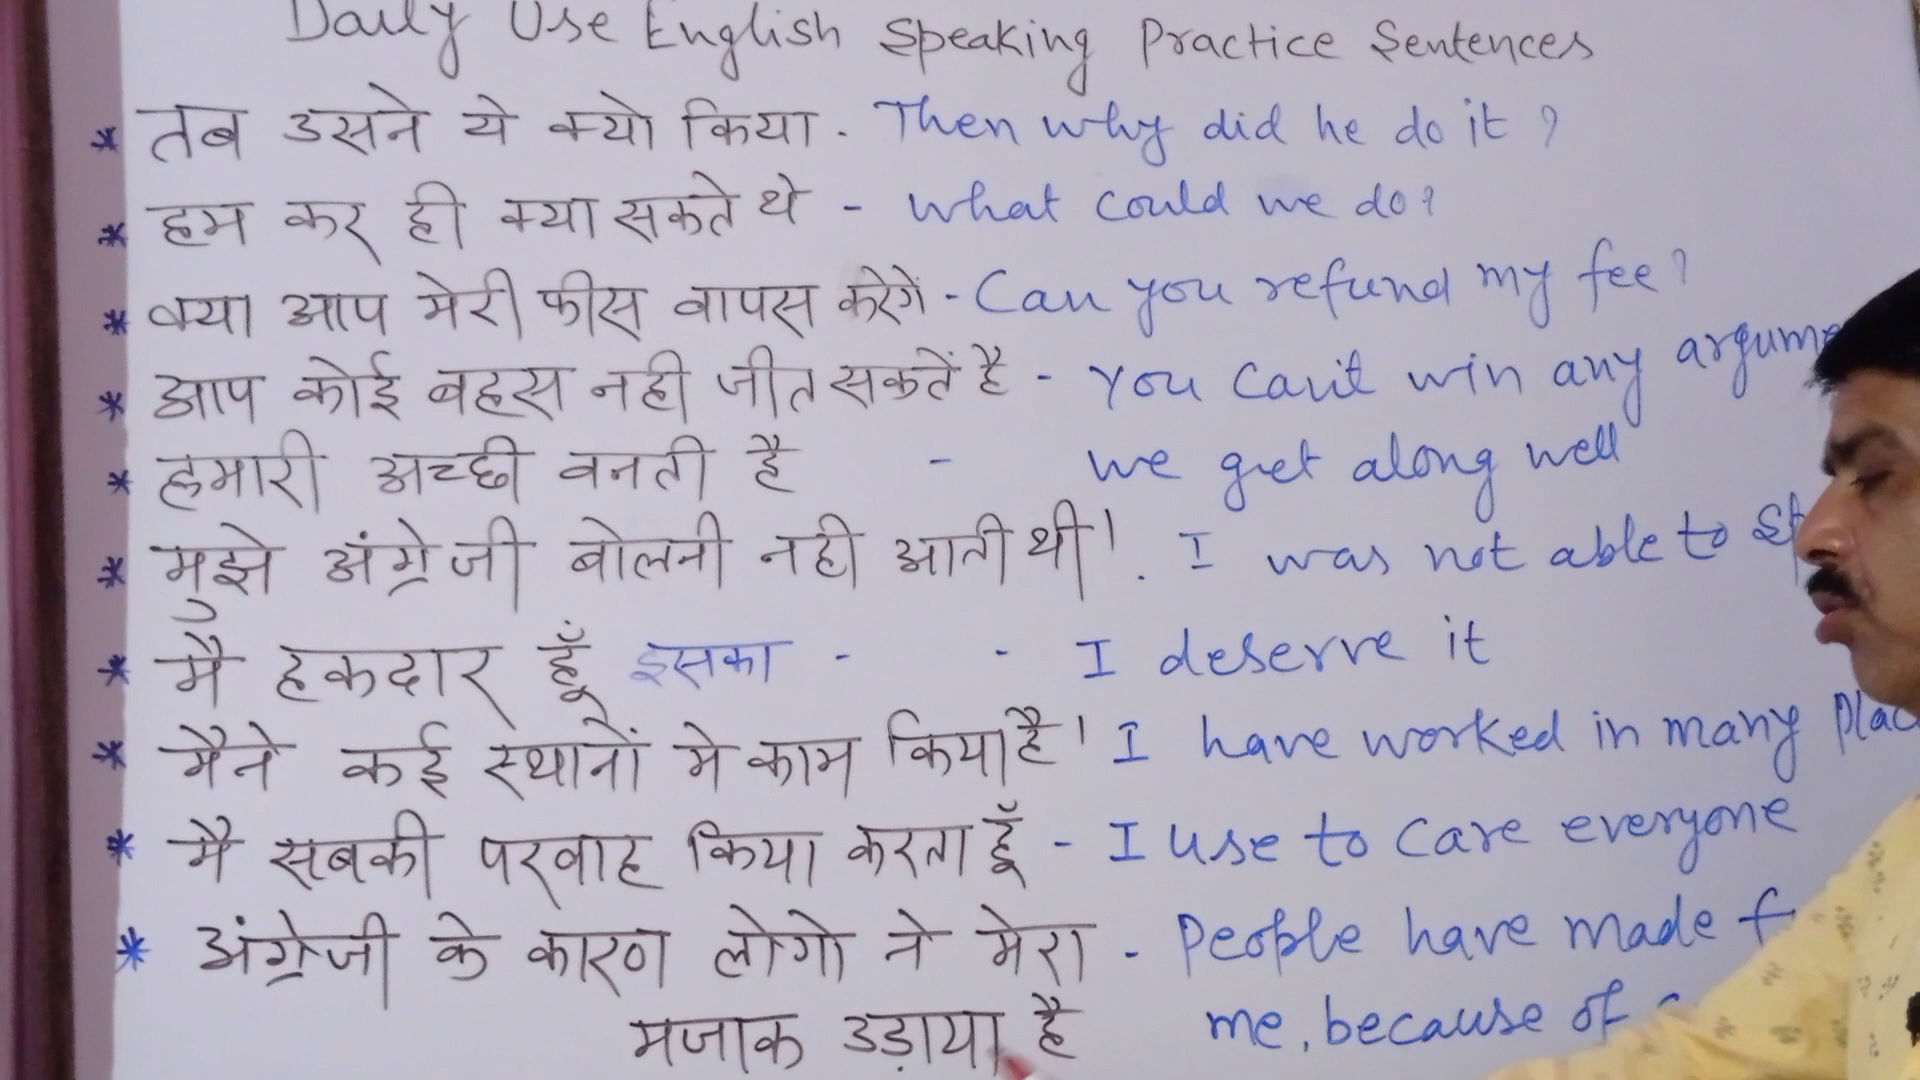 Daily Use English Speaking Practice Sentences
* तब उसने ये क्यो किया. Then why did he do it ?
* हम कर ही क्या सकते थे - what could we do?
* क्या आप मेरी फीस वापस करेगें - Can you refund my fee?
* आप कोई बहस नही जीत सकतें है - You can't win any
* हमारी अच्छी बनती है - we get along well
* मुझे अंग्रेजी बोलनी नही आती थी। . I was not able to
* मै हकदार हूँ इसका - - I deserve it
* मैने कई स्थानों मे काम किया है। I have worked in many
* मै सबकी परवाह किया करता हूँ - I use to care everyone
* अंग्रेजी के कारण लोगो ने मेरा - People have made
मजाक उड़ाया है me, because of